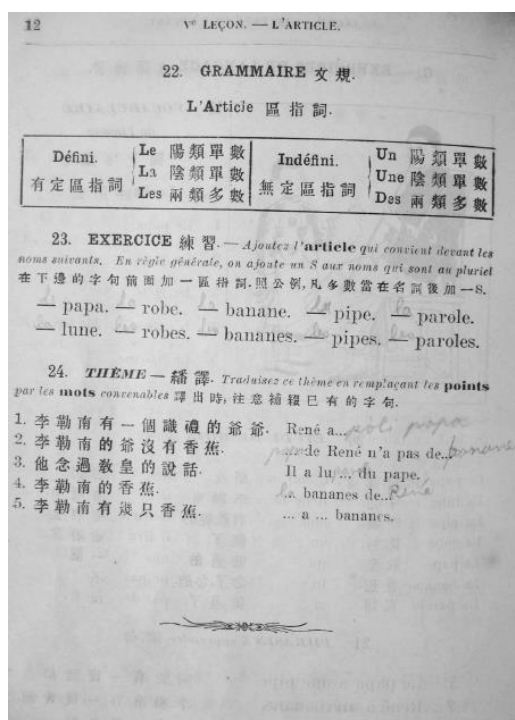 12 Vᵉ LEÇON. — L'ARTICLE.
22. GRAMMAIRE 文規.
L'Article 區指詞.
Défini.
有定區指詞
Le 陽類單數
La 陰類單數
Les 兩類多數
Indéfini.
無定區指詞
Un 陽類單數
Une 陰類單數
Des 兩類多數
23. EXERCICE 練習. — Ajoutez l'article qui convient devant les
noms suivants. En règle générale, on ajoute un S aux noms qui sont au pluriel
在下邊的字句前面加一區指詞.照公例,凡多數當在名詞後加—S.
— papa. — robe. — banane. — pipe. — parole.
— lune. — robes. — bananes. — pipes. — paroles.
24. THÈME — 繙譯. Traduisez ce thème en remplaçant les points
par les mots convenables 譯出時,注意補綴已有的字句.
1. 李勒南有一個識禮的爺爺. René a... poli papa
2. 李勒南的爺沒有香蕉. ...de René n'a pas de.. banane
3. 他念過敎皇的說話. Il a lu ... du pape.
4. 李勒南的香蕉. ... bananes de.. René
5. 李勒南有幾只香蕉. ... a ... bananes.